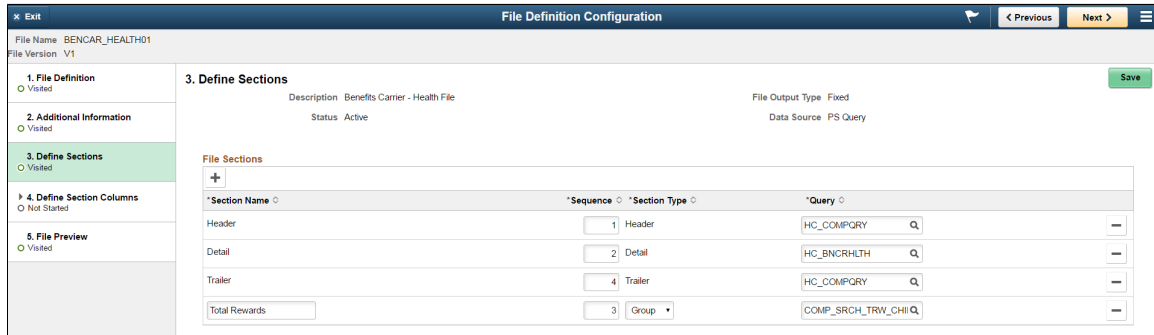 × Exit
File Definition Configuration
Previous
Next
File Name BENCAR_HEALTH01
File Version V1
1. File Definition
Visited
2. Additional Information
Visited
3. Define Sections
Visited
4. Define Section Columns
Not Started
5. File Preview
Visited
3. Define Sections
Save
Description Benefits Carrier - Health File
File Output Type Fixed
Status Active
Data Source PS Query
File Sections
+
*Section Name *Sequence *Section Type *Query
Header 1 Header HC_COMPQRY
Detail 2 Detail HC_BNCRHLTH
Trailer 4 Trailer HC_COMPQRY
Total Rewards 3 Group COMP_SRCH_TRW_CHI